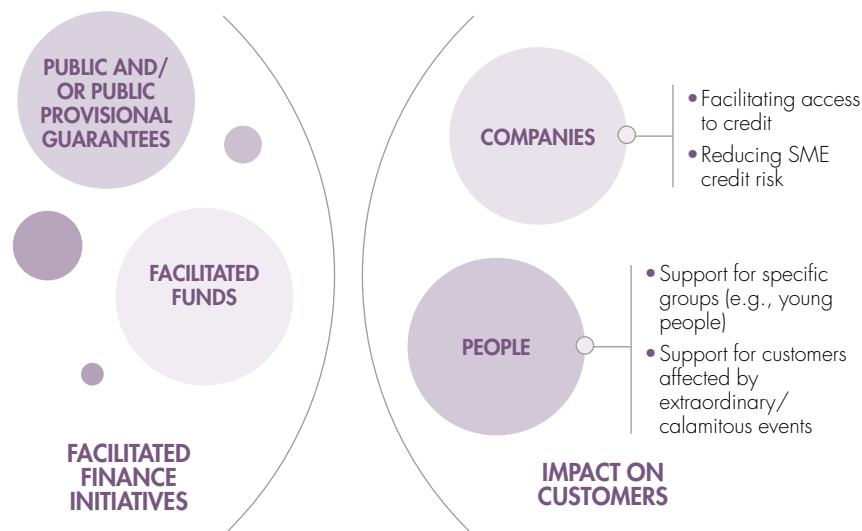 PUBLIC AND/
OR PUBLIC
PROVISIONAL
GUARANTEES
FACILITATED
FUNDS
FACILITATED
FINANCE
INITIATIVES
COMPANIES
• Facilitating access
to credit
• Reducing SME
credit risk
PEOPLE
• Support for specific
groups (e.g., young
people)
• Support for customers
affected by
extraordinary/
calamitous events
IMPACT ON
CUSTOMERS